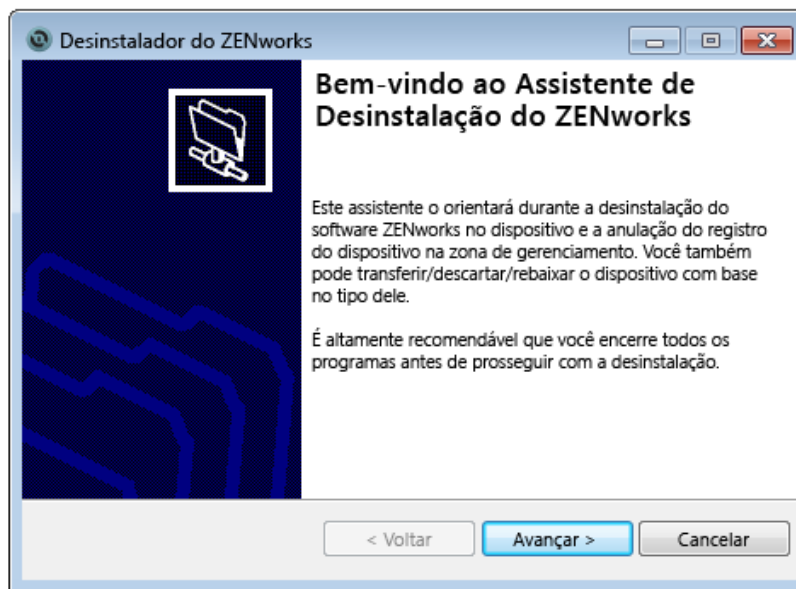 Desinstalador do ZENworks
Bem-vindo ao Assistente de
Desinstalação do ZENworks
Este assistente o orientará durante a desinstalação do
software ZENworks no dispositivo e a anulação do registro
do dispositivo na zona de gerenciamento. Você também
pode transferir/descartar/rebaixar o dispositivo com base
no tipo dele.
É altamente recomendável que você encerre todos os
programas antes de prosseguir com a desinstalação.
< Voltar
Avançar >
Cancelar